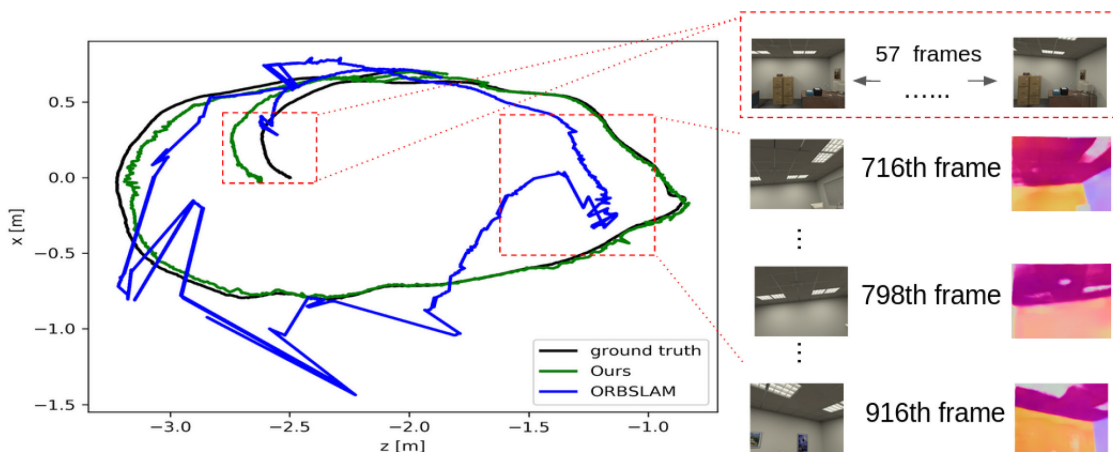 0.5
0.0
−0.5
−1.0
−1.5
x [m]
−3.0 −2.5 −2.0 −1.5 −1.0
z [m]
ground truth
Ours
ORBSLAM
57 frames
......
716th frame
798th frame
916th frame